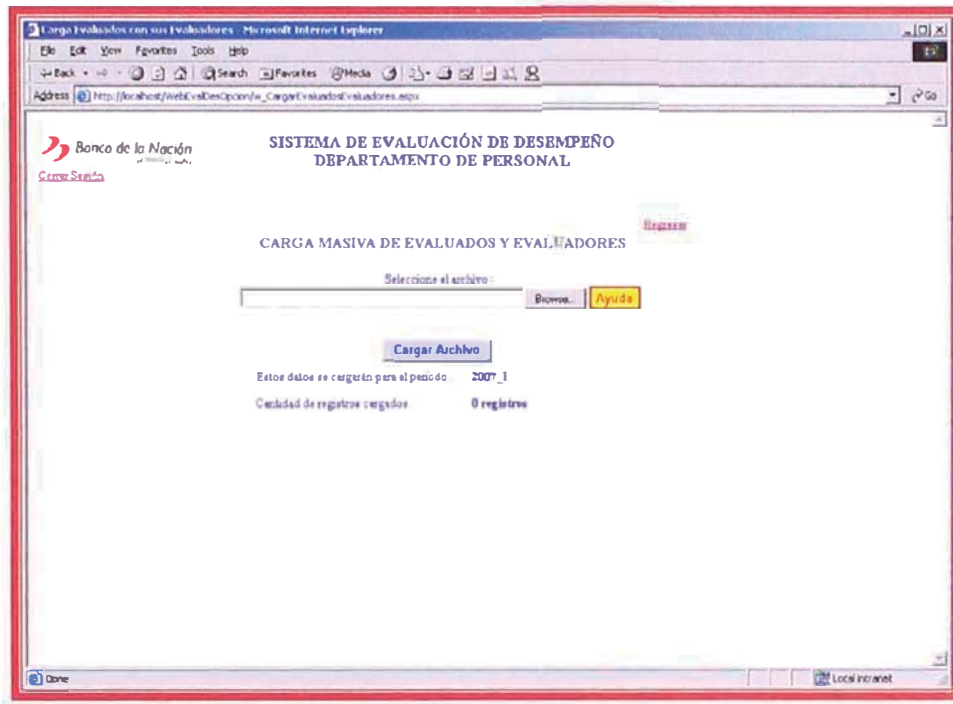 Carga Evaluados con sus Evaluadores - Microsoft Internet Explorer
File Edit View Favorites Tools Help
Back Search Favorites Media
Address http://localhost/WebEvalDesOpcion/w_CargarEvaluadosEvaluadores.aspx Go
Banco de la Nación
SISTEMA DE EVALUACIÓN DE DESEMPEÑO
DEPARTAMENTO DE PERSONAL
Cerrar Sesión
Regresar
CARGA MASIVA DE EVALUADOS Y EVALUADORES
Seleccione el archivo :
Browse... Ayuda
Cargar Archivo
Estos datos se cargarán para el periodo : 2007_1
Cantidad de registros cargados 0 registros
Done Local intranet